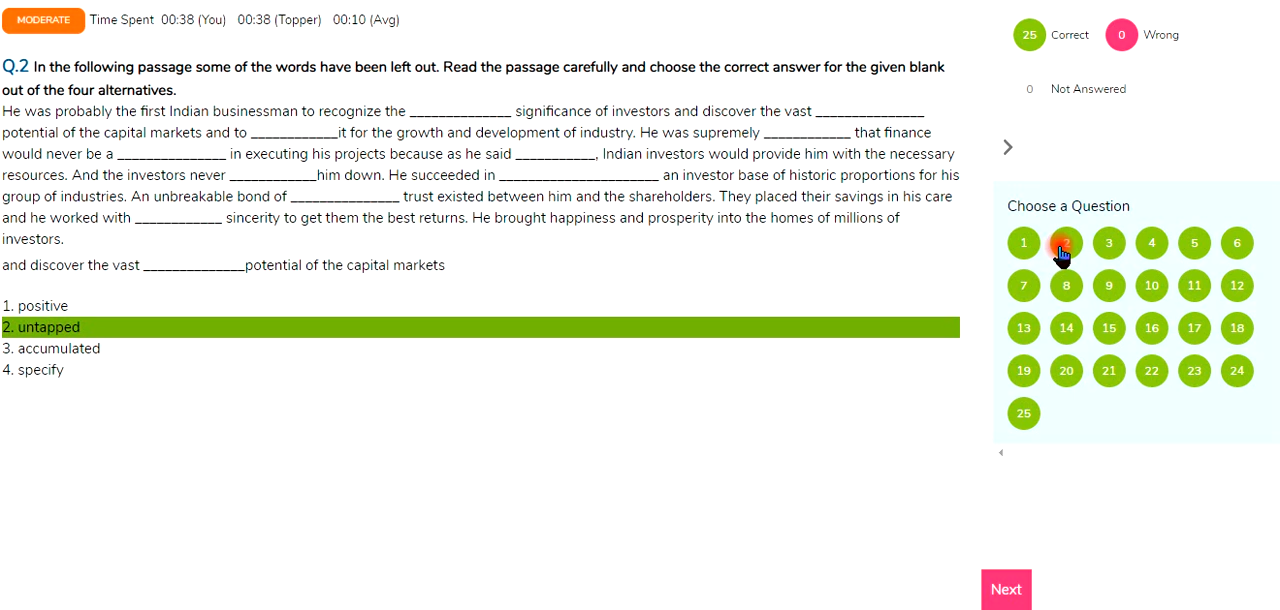 MODERATE Time Spent 00:38 (You) 00:38 (Topper) 00:10 (Avg)
Q.2 In the following passage some of the words have been left out. Read the passage carefully and choose the correct answer for the given blank
out of the four alternatives.
He was probably the first Indian businessman to recognize the ______________ significance of investors and discover the vast _______________
potential of the capital markets and to ____________it for the growth and development of industry. He was supremely ____________ that finance
would never be a _______________ in executing his projects because as he said ___________, Indian investors would provide him with the necessary
resources. And the investors never ____________him down. He succeeded in ______________________ an investor base of historic proportions for his
group of industries. An unbreakable bond of _______________ trust existed between him and the shareholders. They placed their savings in his care
and he worked with ____________ sincerity to get them the best returns. He brought happiness and prosperity into the homes of millions of
investors.
and discover the vast ______________potential of the capital markets
1. positive
2. untapped
3. accumulated
4. specify
25 Correct 0 Wrong
0 Not Answered
Choose a Question
1 2 3 4 5 6
7 8 9 10 11 12
13 14 15 16 17 18
19 20 21 22 23 24
25
Next